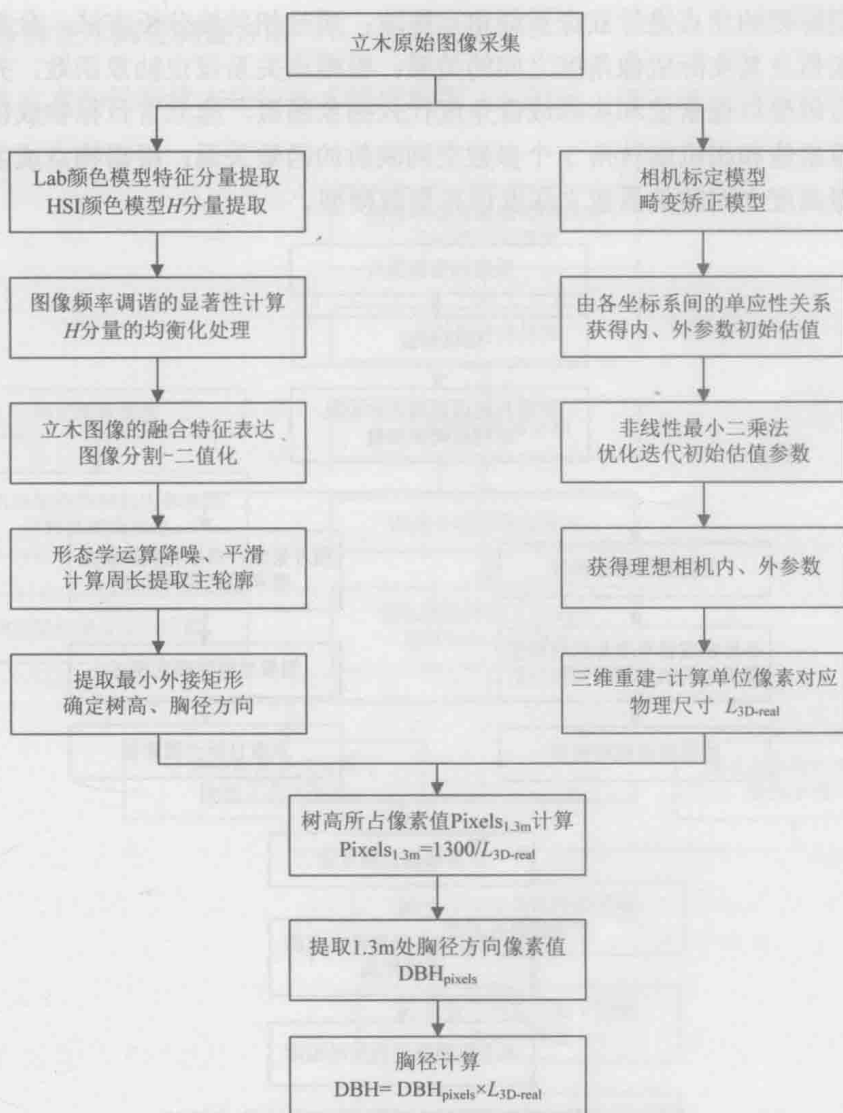 立木原始图像采集
Lab颜色模型特征分量提取
HSI颜色模型H分量提取
图像频率调谐的显著性计算
H分量的均衡化处理
立木图像的融合特征表达、
图像分割-二值化
形态学运算降噪、平滑
计算周长提取主轮廓
提取最小外接矩形
确定树高、胸径方向
相机标定模型
畸变矫正模型
由各坐标系间的单应性关系
获得内、外参数初始估值
非线性最小二乘法
优化迭代初始估值参数
获得理想相机内、外参数
三维重建-计算单位像素对应
物理尺寸 L3D-real
树高所占像素值Pixels1.3m计算
Pixels1.3m=1300/L3D-real
提取1.3m处胸径方向像素值
DBHpixels
胸径计算
DBH= DBHpixels×L3D-real